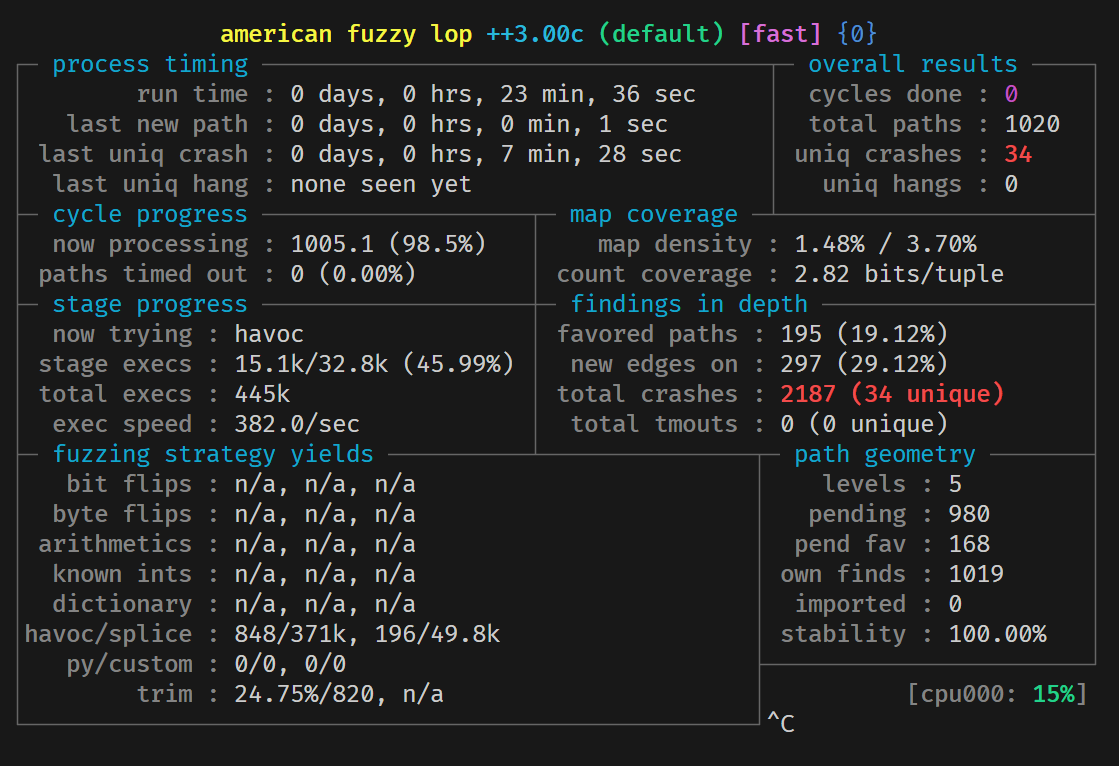 american fuzzy lop ++3.00c (default) [fast] {0}
process timing overall results
run time : 0 days, 0 hrs, 23 min, 36 sec cycles done : 0
last new path : 0 days, 0 hrs, 0 min, 1 sec total paths : 1020
last uniq crash : 0 days, 0 hrs, 7 min, 28 sec uniq crashes : 34
last uniq hang : none seen yet uniq hangs : 0
cycle progress map coverage
now processing : 1005.1 (98.5%) map density : 1.48% / 3.70%
paths timed out : 0 (0.00%) count coverage : 2.82 bits/tuple
stage progress findings in depth
now trying : havoc favored paths : 195 (19.12%)
stage execs : 15.1k/32.8k (45.99%) new edges on : 297 (29.12%)
total execs : 445k total crashes : 2187 (34 unique)
exec speed : 382.0/sec total tmouts : 0 (0 unique)
fuzzing strategy yields path geometry
bit flips : n/a, n/a, n/a levels : 5
byte flips : n/a, n/a, n/a pending : 980
arithmetics : n/a, n/a, n/a pend fav : 168
known ints : n/a, n/a, n/a own finds : 1019
dictionary : n/a, n/a, n/a imported : 0
havoc/splice : 848/371k, 196/49.8k stability : 100.00%
py/custom : 0/0, 0/0
trim : 24.75%/820, n/a [cpu000: 15%]
^C